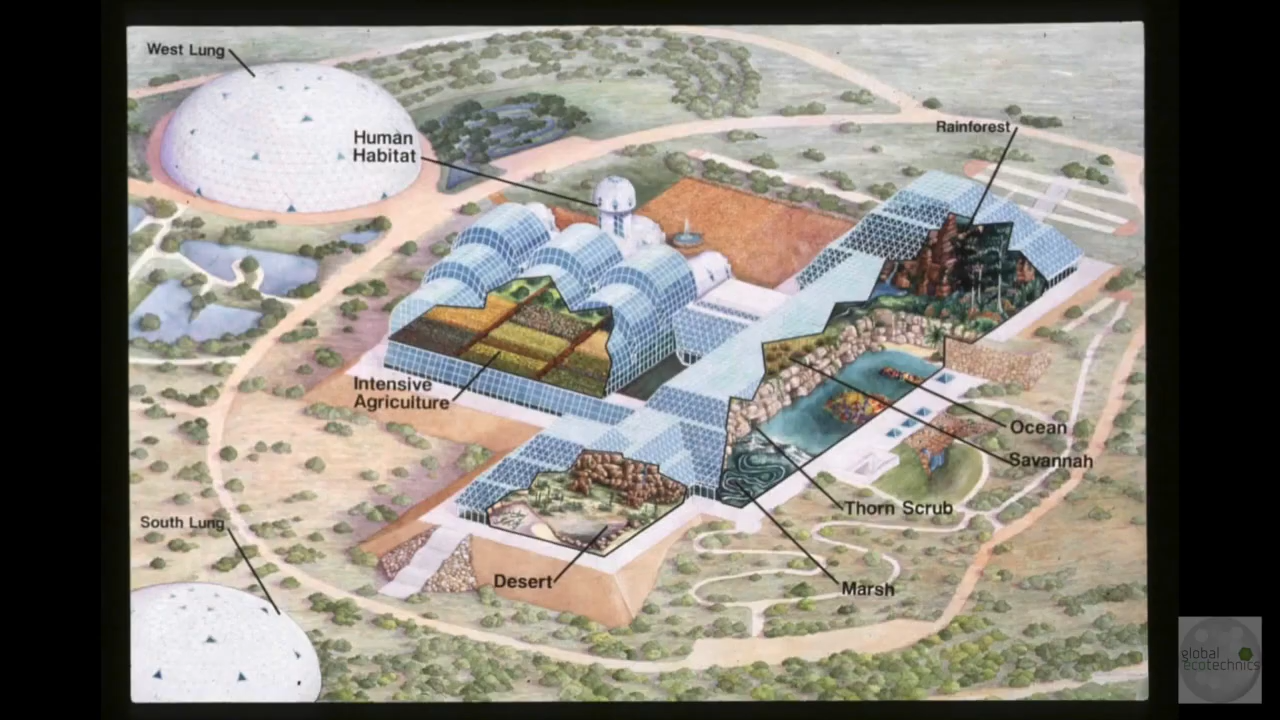 West Lung
Rainforest
Human
Habitat
Intensive
Agriculture
Ocean
Savannah
Thorn Scrub
South Lung
Desert
Marsh
global
ecotechnics